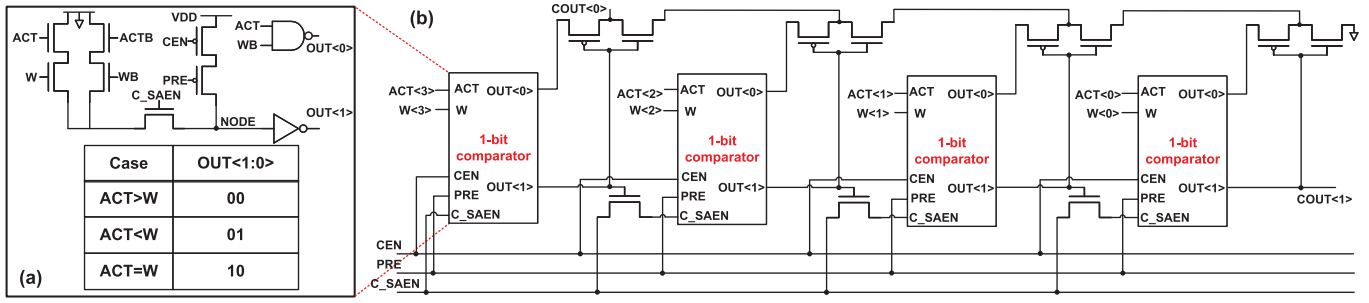 VDD
ACT
ACTB
CEN
ACT
WB
OUT<0>
W
WB
PRE
C_SAEN
NODE
OUT<1>
Case OUT<1:0>
ACT>W 00
ACT<W 01
ACT=W 10
(a)
(b)
COUT<0>
ACT<3>
W<3>
ACT OUT<0>
W
1-bit
comparator
CEN
OUT<1>
PRE
C_SAEN
ACT<2>
W<2>
ACT OUT<0>
W
1-bit
comparator
CEN
PRE OUT<1>
C_SAEN
ACT<1>
W<1>
ACT OUT<0>
W
1-bit
comparator
CEN
PRE OUT<1>
C_SAEN
ACT<0>
W<0>
ACT OUT<0>
W
1-bit
comparator
CEN
PRE OUT<1>
C_SAEN
COUT<1>
CEN
PRE
C_SAEN